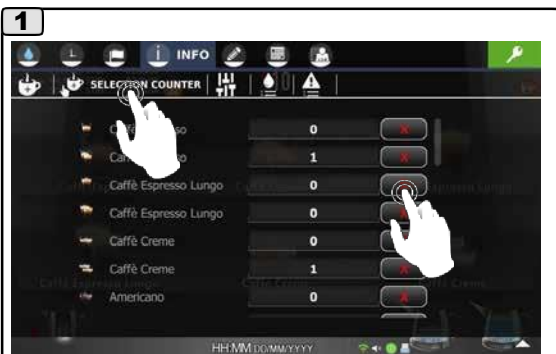 1
INFO
SELECTION COUNTER
0
1
Caffè Espresso Lungo 0 X
Caffè Espresso Lungo 0
Caffè Creme 0
Caffè Creme 1 X
Americano 0 X
HH:MM DD/MM/YYYY